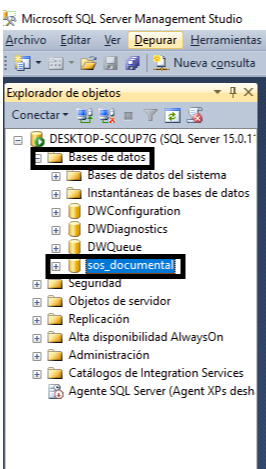 Microsoft SQL Server Management Studio
Archivo Editar Ver Depurar Herramientas
Nueva consulta
Explorador de objetos
Conectar
DESKTOP-SCOUP7G (SQL Server 15.0.1
Bases de datos
Bases de datos del sistema
Instantáneas de bases de datos
DWConfiguration
DWDiagnostics
DWQueue
sos_documental
Seguridad
Objetos de servidor
Replicación
Alta disponibilidad AlwaysOn
Administración
Catálogos de Integration Services
Agente SQL Server (Agent XPs desh